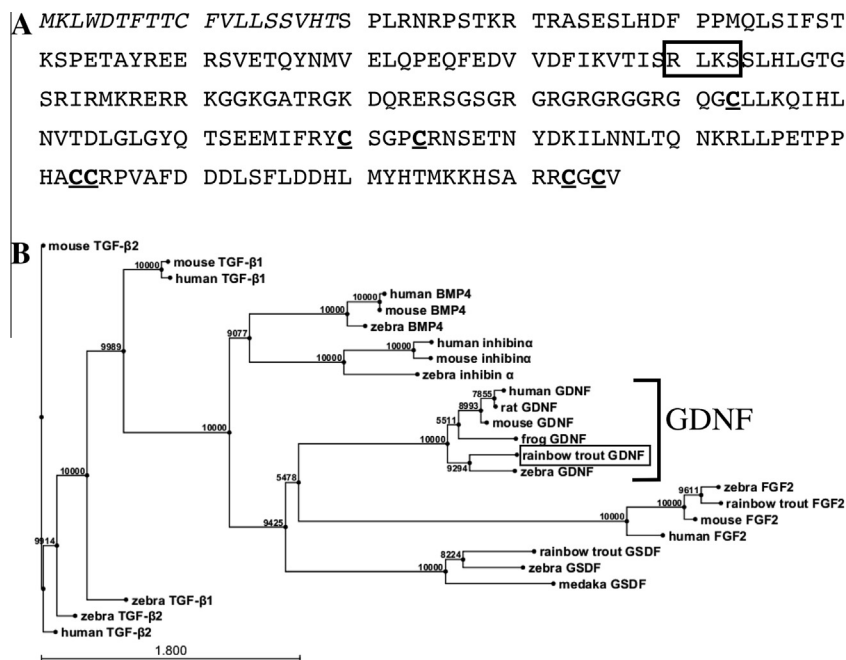 A MKLWDTFTTC FVLLSSVHTS PLRNRPSTKR TRASESLHDF PPMQLSIFST
KSPETAYREE RSVETQYNMV ELQPEQFEDV VDFIKVTISR LKSSLHLGTG
SRIRMKRERR KGGKGATRGK DQRERSGSGR GRGRGRGGRG QGCLLKQIHL
NVTDLGLGYQ TSEEMIFRYC SGPCRNSETN YDKILNNLTQ NKRLLPETPP
HACCRPVAFD DDLSFLDDHL MYHTMKKHSA RRCGCV
B
mouse TGF-β2
mouse TGF-β1
10000
human TGF-β1
human BMP4
10000
10000
mouse BMP4
zebra BMP4
9077
9989
human inhibinα
10000
mouse inhibinα
10000
zebra inhibin α
human GDNF
7855
rat GDNF
8993
mouse GDNF
GDNF
5511
frog GDNF
10000
10000
rainbow trout GDNF
9294
zebra GDNF
10000
5478
zebra FGF2
9611
rainbow trout FGF2
10000
mouse FGF2
10000
human FGF2
9425
9914
rainbow trout GSDF
8224
zebra GSDF
10000
medaka GSDF
zebra TGF-β1
zebra TGF-β2
human TGF-β2
1.800